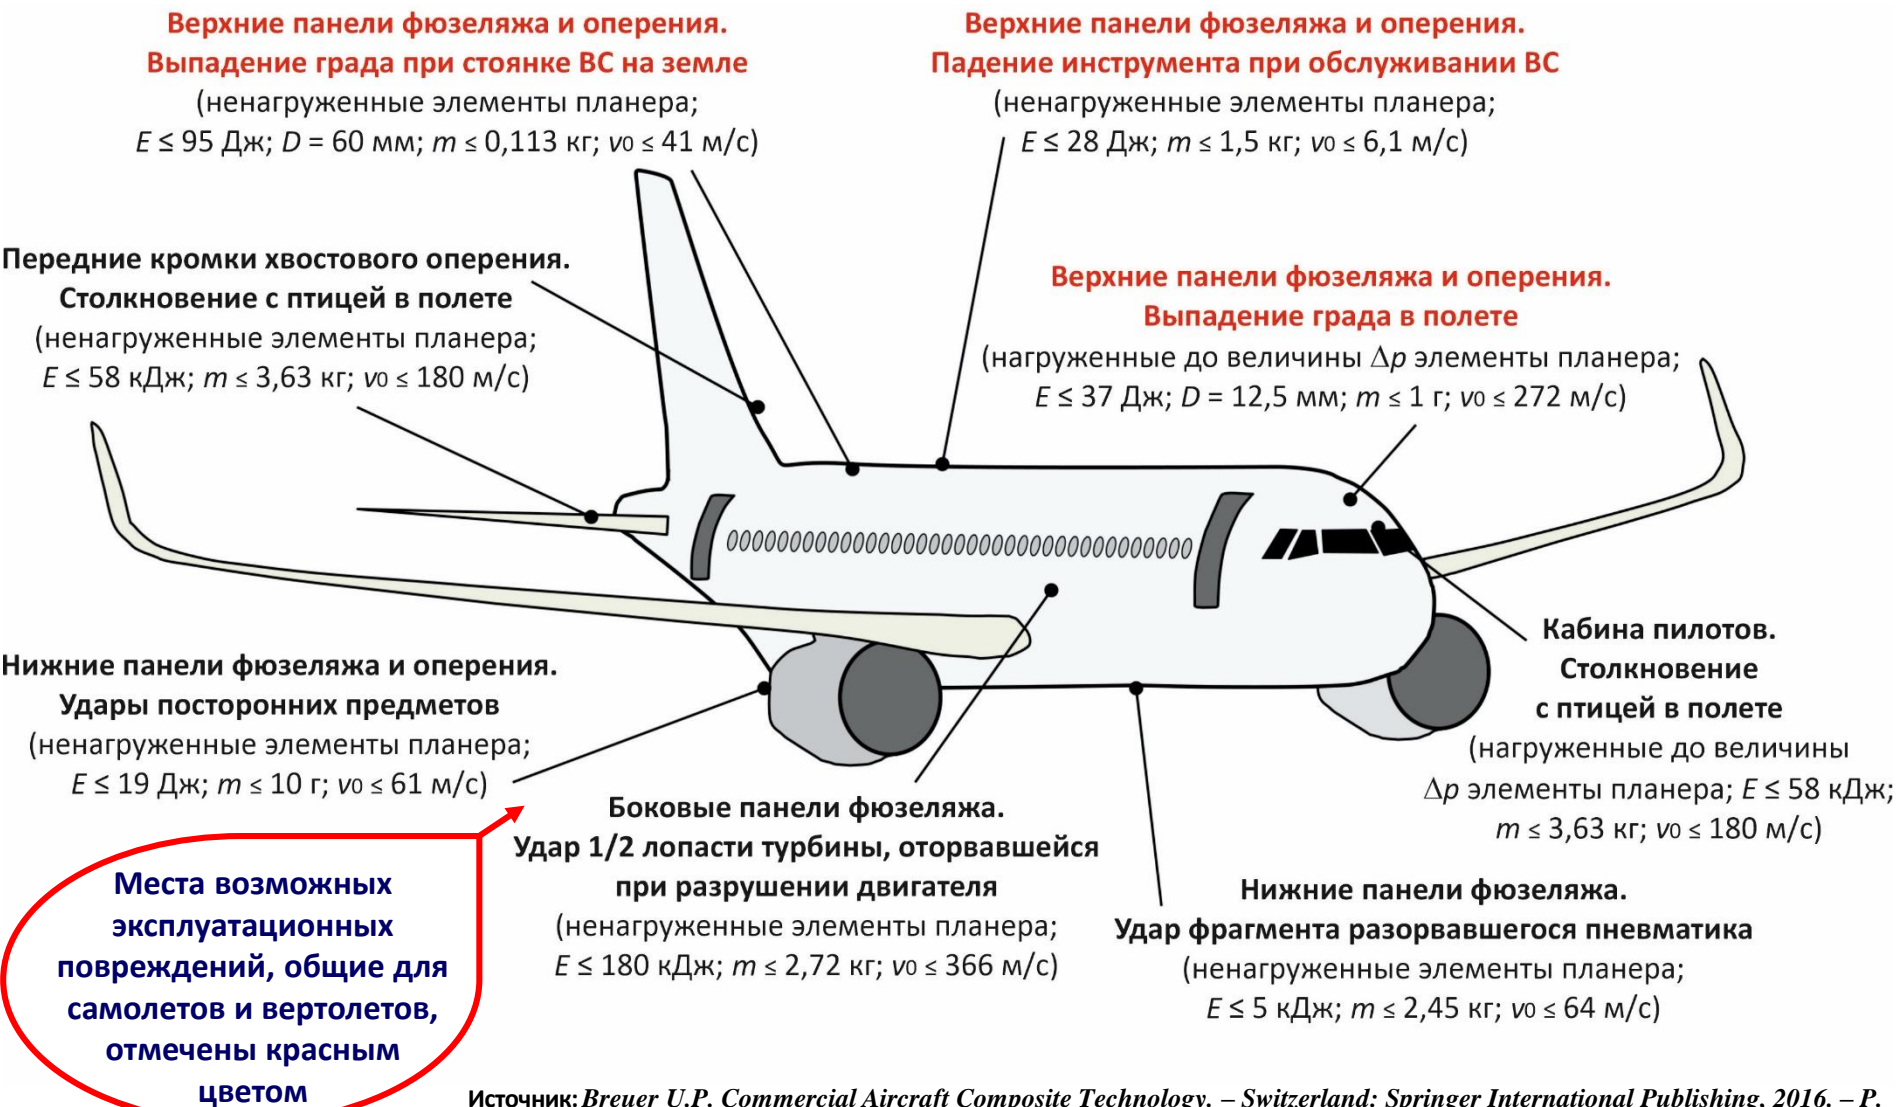 Верхние панели фюзеляжа и оперения.
Выпадение града при стоянке ВС на земле
(ненагруженные элементы планера;
E ≤ 95 Дж; D = 60 мм; m ≤ 0,113 кг; v0 ≤ 41 м/с)
Верхние панели фюзеляжа и оперения.
Падение инструмента при обслуживании ВС
(ненагруженные элементы планера;
E ≤ 28 Дж; m ≤ 1,5 кг; v0 ≤ 6,1 м/с)
Передние кромки хвостового оперения.
Столкновение с птицей в полете
(ненагруженные элементы планера;
E ≤ 58 кДж; m ≤ 3,63 кг; v0 ≤ 180 м/с)
Верхние панели фюзеляжа и оперения.
Выпадение града в полете
(нагруженные до величины Δp элементы планера;
E ≤ 37 Дж; D = 12,5 мм; m ≤ 1 г; v0 ≤ 272 м/с)
Нижние панели фюзеляжа и оперения.
Удары посторонних предметов
(ненагруженные элементы планера;
E ≤ 19 Дж; m ≤ 10 г; v0 ≤ 61 м/с)
Кабина пилотов.
Столкновение
с птицей в полете
(нагруженные до величины
Δp элементы планера; E ≤ 58 кДж;
m ≤ 3,63 кг; v0 ≤ 180 м/с)
Боковые панели фюзеляжа.
Удар 1/2 лопасти турбины, оторвавшейся
при разрушении двигателя
(ненагруженные элементы планера;
E ≤ 180 кДж; m ≤ 2,72 кг; v0 ≤ 366 м/с)
Нижние панели фюзеляжа.
Удар фрагмента разорвавшегося пневматика
(ненагруженные элементы планера;
E ≤ 5 кДж; m ≤ 2,45 кг; v0 ≤ 64 м/с)
Места возможных
эксплуатационных
повреждений, общие для
самолетов и вертолетов,
отмечены красным
цветом
Источник: Breuer U.P. Commercial Aircraft Composite Technology. – Switzerland: Springer International Publishing, 2016. – P.